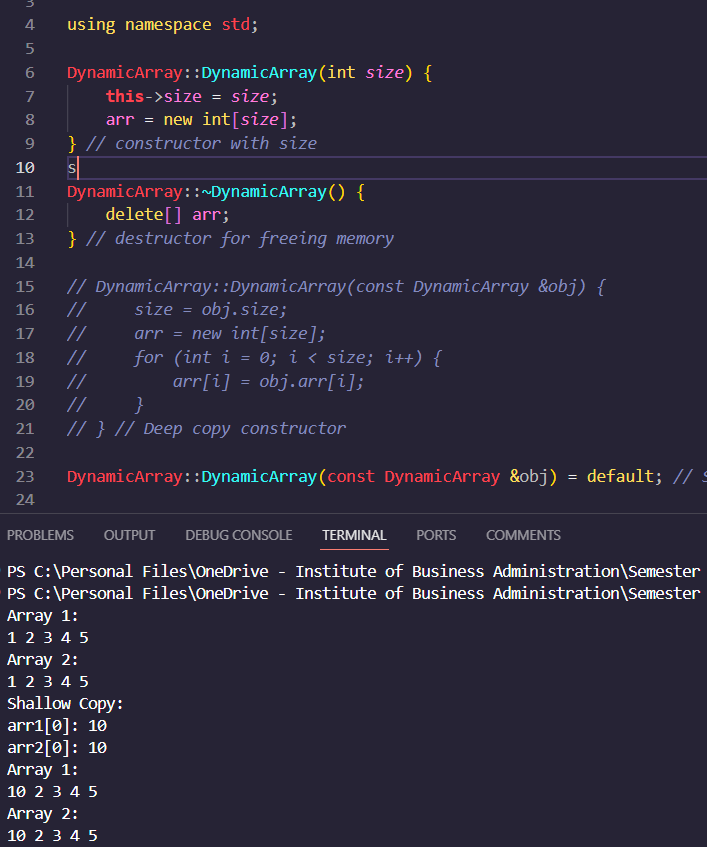 3
4 using namespace std;
5
6 DynamicArray::DynamicArray(int size) {
7 this->size = size;
8 arr = new int[size];
9 } // constructor with size
10 s
11 DynamicArray::~DynamicArray() {
12 delete[] arr;
13 } // destructor for freeing memory
14
15 // DynamicArray::DynamicArray(const DynamicArray &obj) {
16 // size = obj.size;
17 // arr = new int[size];
18 // for (int i = 0; i < size; i++) {
19 // arr[i] = obj.arr[i];
20 // }
21 // } // Deep copy constructor
22
23 DynamicArray::DynamicArray(const DynamicArray &obj) = default; // S
24
PROBLEMS OUTPUT DEBUG CONSOLE TERMINAL PORTS COMMENTS
PS C:\Personal Files\OneDrive - Institute of Business Administration\Semester
PS C:\Personal Files\OneDrive - Institute of Business Administration\Semester
Array 1:
1 2 3 4 5
Array 2:
1 2 3 4 5
Shallow Copy:
arr1[0]: 10
arr2[0]: 10
Array 1:
10 2 3 4 5
Array 2:
10 2 3 4 5